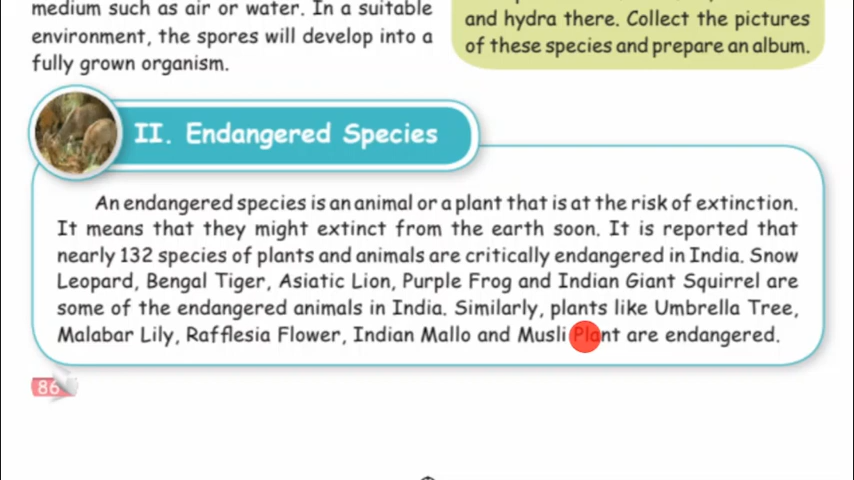 medium such as air or water. In a suitable
environment, the spores will develop into a
fully grown organism.
and hydra there. Collect the pictures
of these species and prepare an album.
II. Endangered Species
An endangered species is an animal or a plant that is at the risk of extinction.
It means that they might extinct from the earth soon. It is reported that
nearly 132 species of plants and animals are critically endangered in India. Snow
Leopard, Bengal Tiger, Asiatic Lion, Purple Frog and Indian Giant Squirrel are
some of the endangered animals in India. Similarly, plants like Umbrella Tree,
Malabar Lily, Rafflesia Flower, Indian Mallo and Musli Plant are endangered.
86